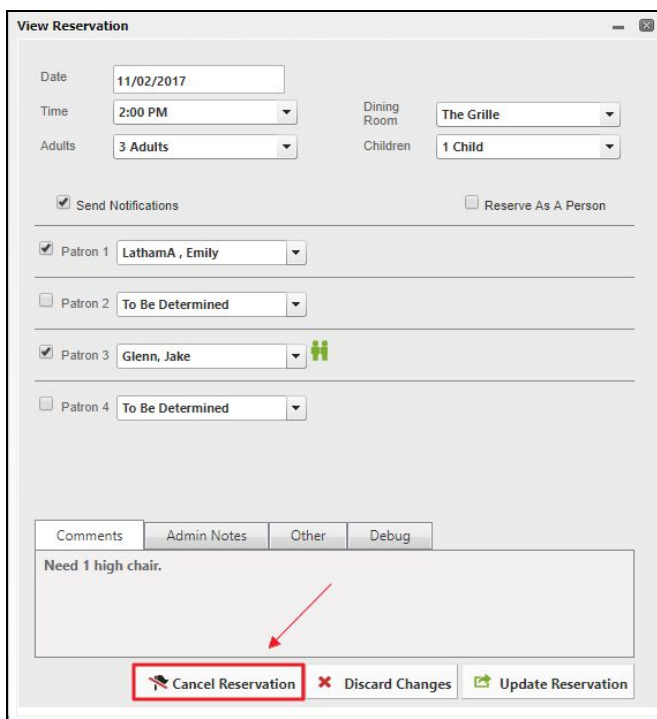 View Reservation
Date 11/02/2017
Time 2:00 PM Dining Room The Grille
Adults 3 Adults Children 1 Child
Send Notifications Reserve As A Person
Patron 1 LathamA , Emily
Patron 2 To Be Determined
Patron 3 Glenn, Jake
Patron 4 To Be Determined
Comments Admin Notes Other Debug
Need 1 high chair.
Cancel Reservation Discard Changes Update Reservation